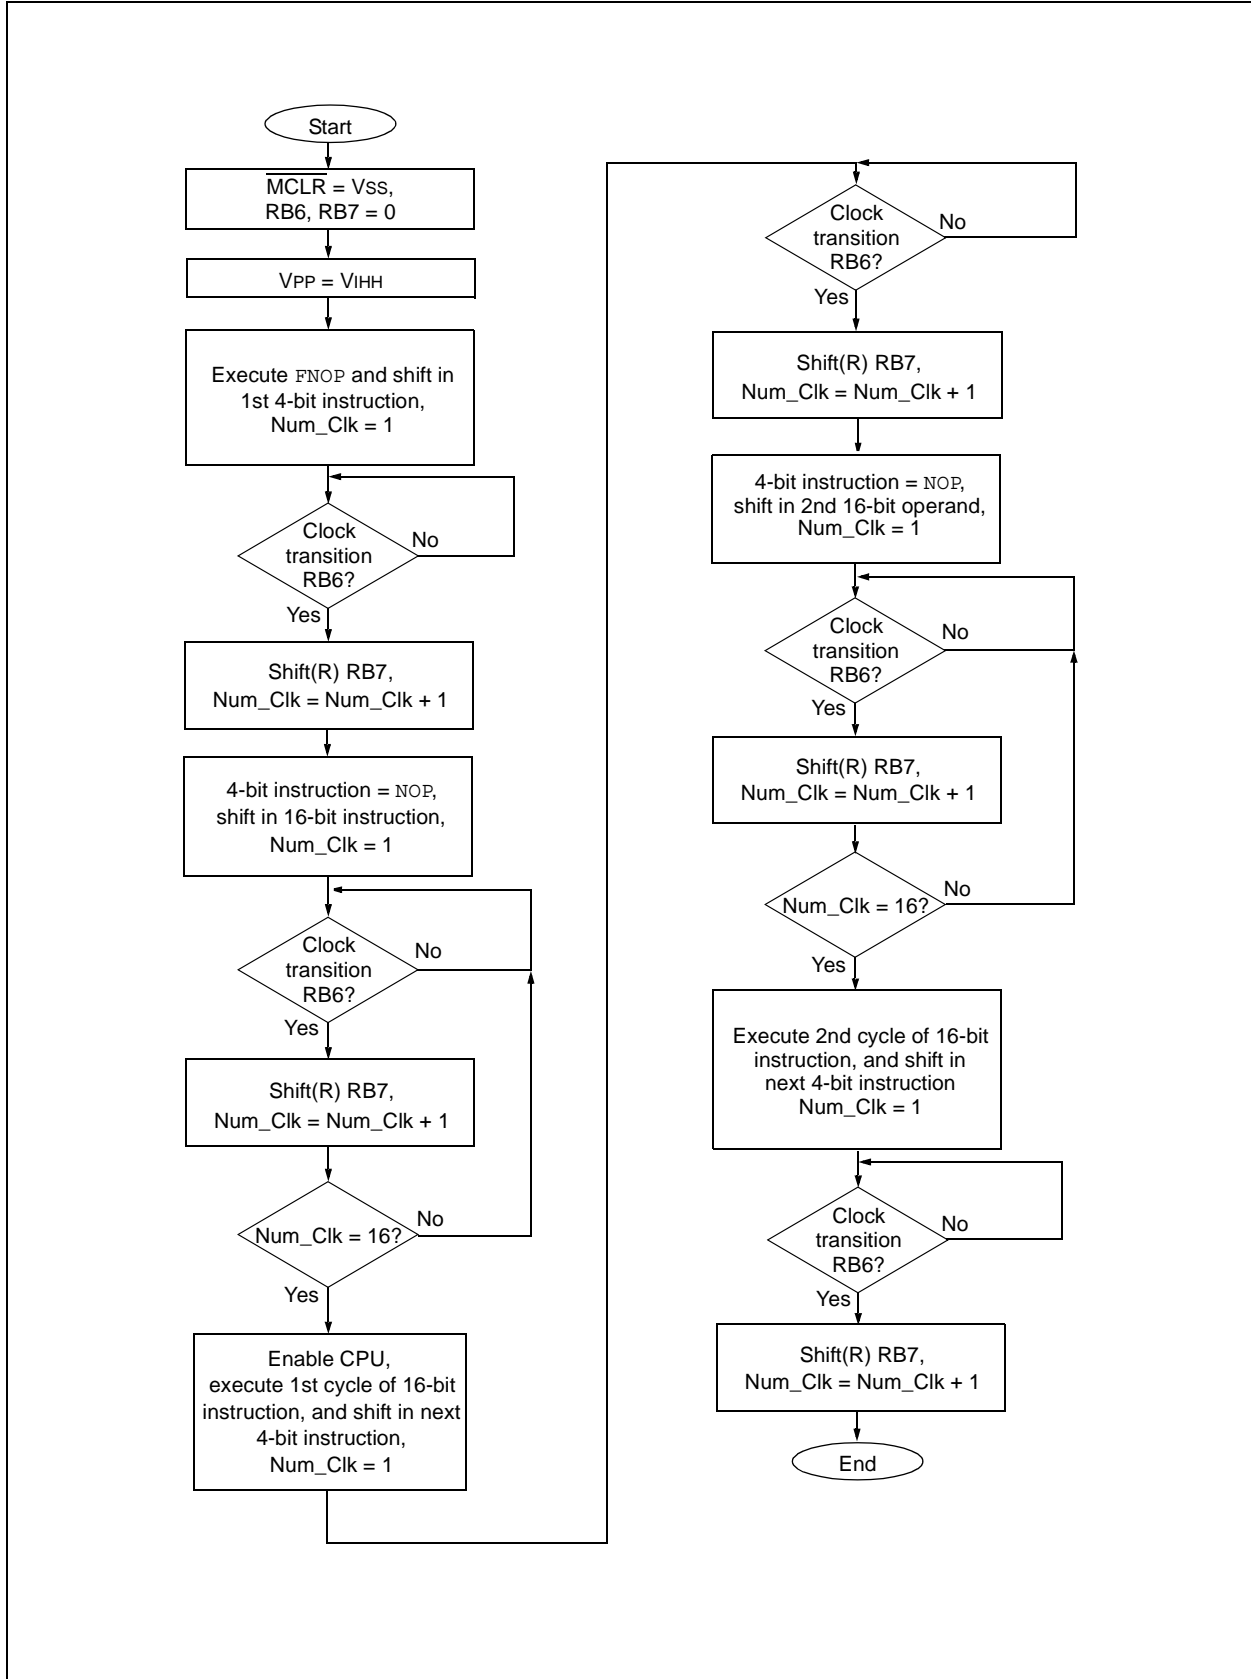 Start
MCLR = VSS,
RB6, RB7 = 0
VPP = VIHH
Execute FNOP and shift in
1st 4-bit instruction,
Num_Clk = 1
Clock
transition
RB6?
No
Yes
Shift(R) RB7,
Num_Clk = Num_Clk + 1
4-bit instruction = NOP,
shift in 16-bit instruction,
Num_Clk = 1
Clock
transition
RB6?
No
Yes
Shift(R) RB7,
Num_Clk = Num_Clk + 1
Num_Clk = 16?
No
Yes
Enable CPU,
execute 1st cycle of 16-bit
instruction, and shift in next
4-bit instruction,
Num_Clk = 1
Clock
transition
RB6?
No
Yes
Shift(R) RB7,
Num_Clk = Num_Clk + 1
4-bit instruction = NOP,
shift in 2nd 16-bit operand,
Num_Clk = 1
Clock
transition
RB6?
No
Yes
Shift(R) RB7,
Num_Clk = Num_Clk + 1
Num_Clk = 16?
No
Yes
Execute 2nd cycle of 16-bit
instruction, and shift in
next 4-bit instruction
Num_Clk = 1
Clock
transition
RB6?
No
Yes
Shift(R) RB7,
Num_Clk = Num_Clk + 1
End